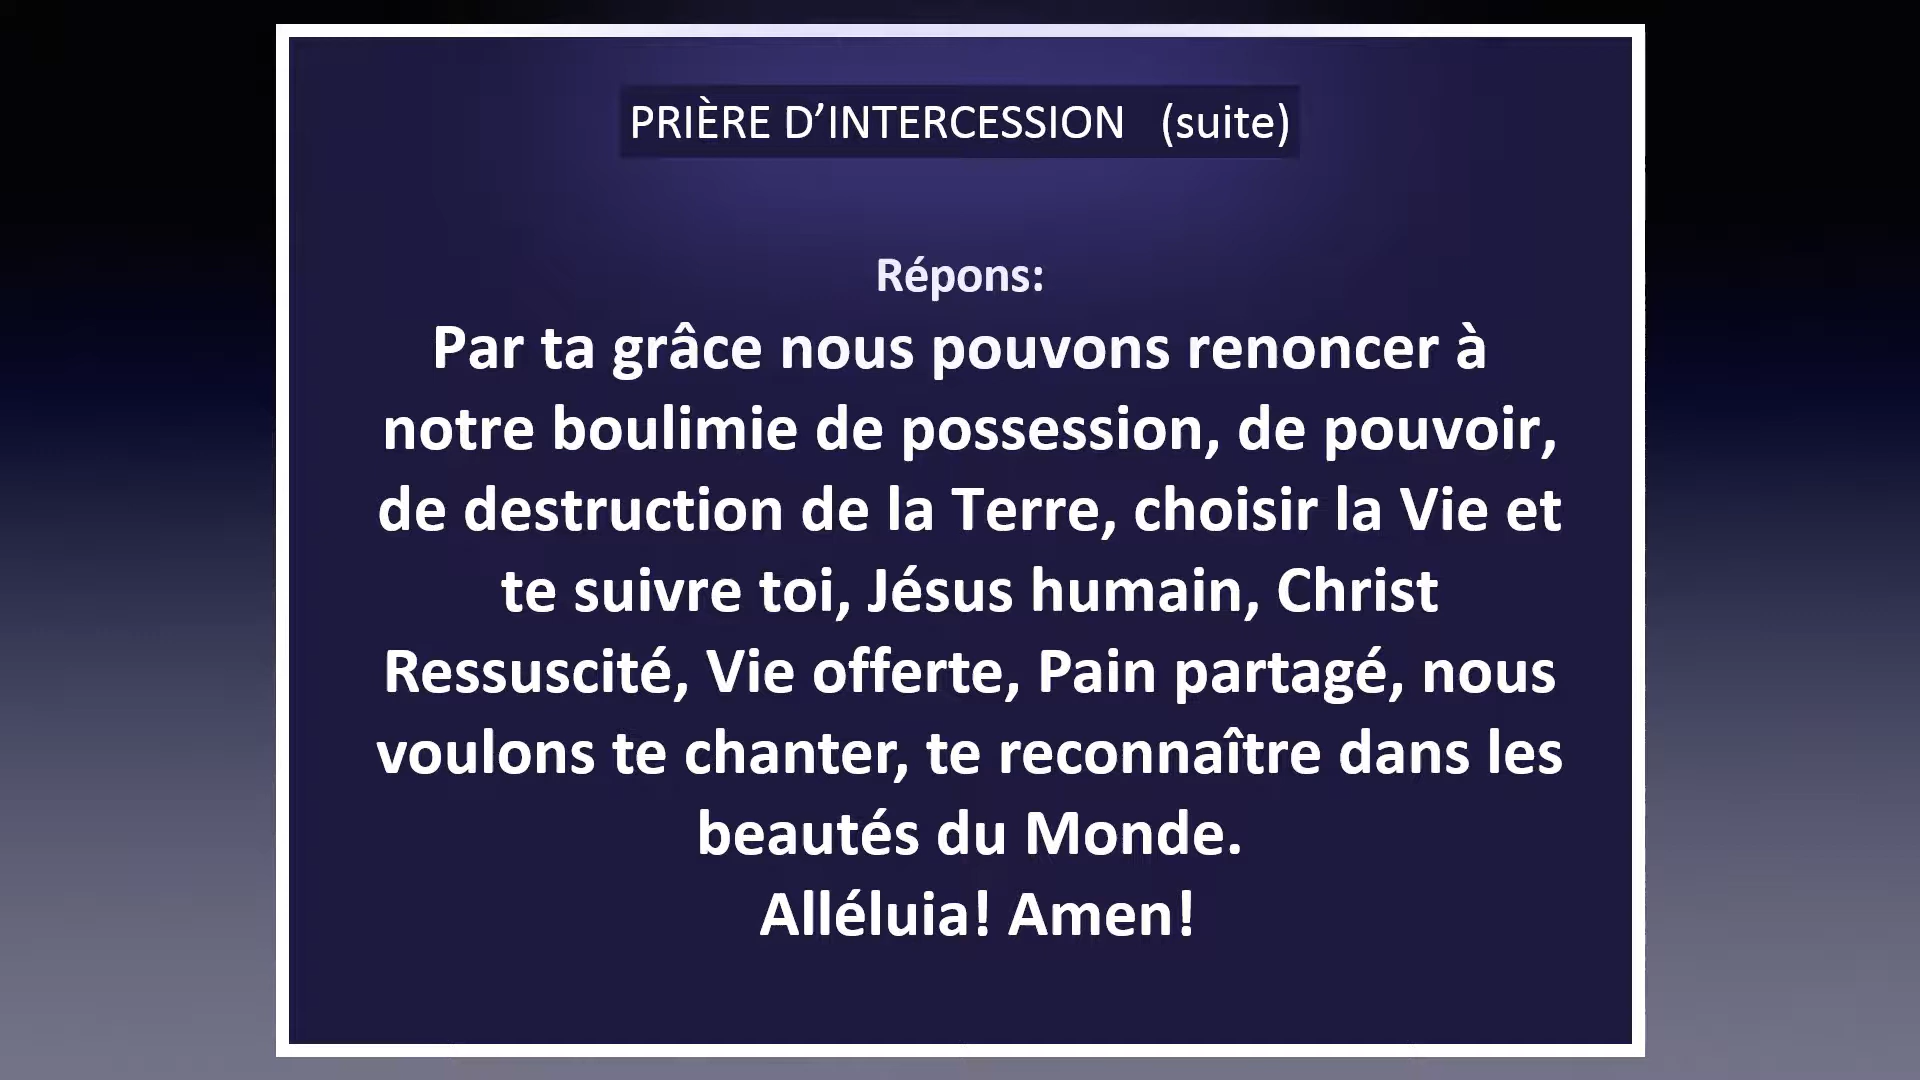 PRIÈRE D’INTERCESSION (suite)
Répons:
Par ta grâce nous pouvons renoncer à
notre boulimie de possession, de pouvoir,
de destruction de la Terre, choisir la Vie et
te suivre toi, Jésus humain, Christ
Ressuscité, Vie offerte, Pain partagé, nous
voulons te chanter, te reconnaître dans les
beautés du Monde.
Alléluia! Amen!